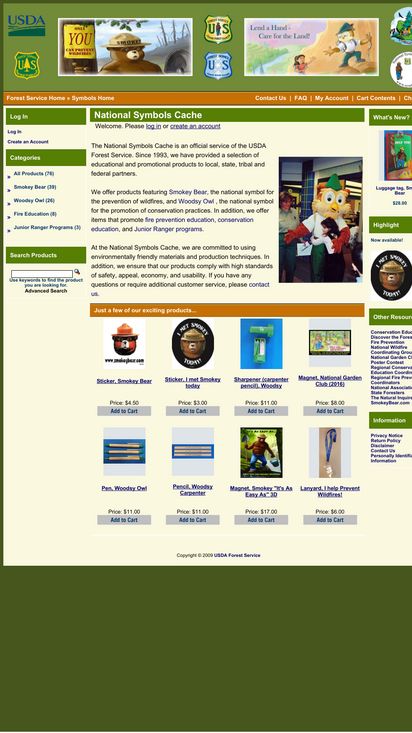 USDA
ONLY
YOU
CAN PREVENT
WILDFIRES!
SMOKEY
Lend a Hand -
Care for the Land!
Forest Service Home » Symbols Home
Contact Us | FAQ | My Account | Cart Contents |
Log In
Log In
Create an Account
Categories
All Products (76)
Smokey Bear (39)
Woodsy Owl (26)
Fire Education (8)
Junior Ranger Programs (3)
Search Products
Use keywords to find the product
you are looking for.
Advanced Search
National Symbols Cache
Welcome. Please log in or create an account
The National Symbols Cache is an official service of the USDA
Forest Service. Since 1993, we have provided a selection of
educational and promotional products to local, state, tribal and
federal partners.
We offer products featuring Smokey Bear, the national symbol for
the prevention of wildfires, and Woodsy Owl , the national symbol
for the promotion of conservation practices. In addition, we offer
items that promote fire prevention education, conservation
education, and Junior Ranger programs.
At the National Symbols Cache, we are committed to using
environmentally friendly materials and production techniques. In
addition, we ensure that our products comply with high standards
of safety, appeal, economy, and usability. If you have any
questions or require additional customer service, please contact
us.
Just a few of our exciting products...
www.smokeybear.com
I MET SMOKEY
TODAY!
Sticker, Smokey Bear
Sticker, I met Smokey
today
Sharpener (carpenter
pencil), Woodsy
Magnet, National Garden
Club (2016)
Price: $4.50
Price: $3.00
Price: $11.00
Price: $8.00
Add to Cart
Add to Cart
Add to Cart
Add to Cart
Pen, Woodsy Owl
Pencil, Woodsy
Carpenter
Magnet, Smokey "It's As
Easy As" 3D
Lanyard, I help Prevent
Wildfires!
Price: $11.00
Price: $11.00
Price: $17.00
Price: $6.00
Add to Cart
Add to Cart
Add to Cart
Add to Cart
Copyright © 2009 USDA Forest Service
What's New?
Luggage tag, Sm
Bear
$28.00
Highlight
Now available!
Other Resour
Conservation Educ
Discover the Fores
Fire Prevention
National Wildfire
Coordinating Grou
National Garden Cl
Poster Contest
Regional Conserva
Education Coordin
Regional Fire Prev
Coordinators
National Associati
State Foresters
The Natural Inquire
SmokeyBear.com
Information
Privacy Notice
Return Policy
Disclaimer
Contact Us
Personally Identifia
Information